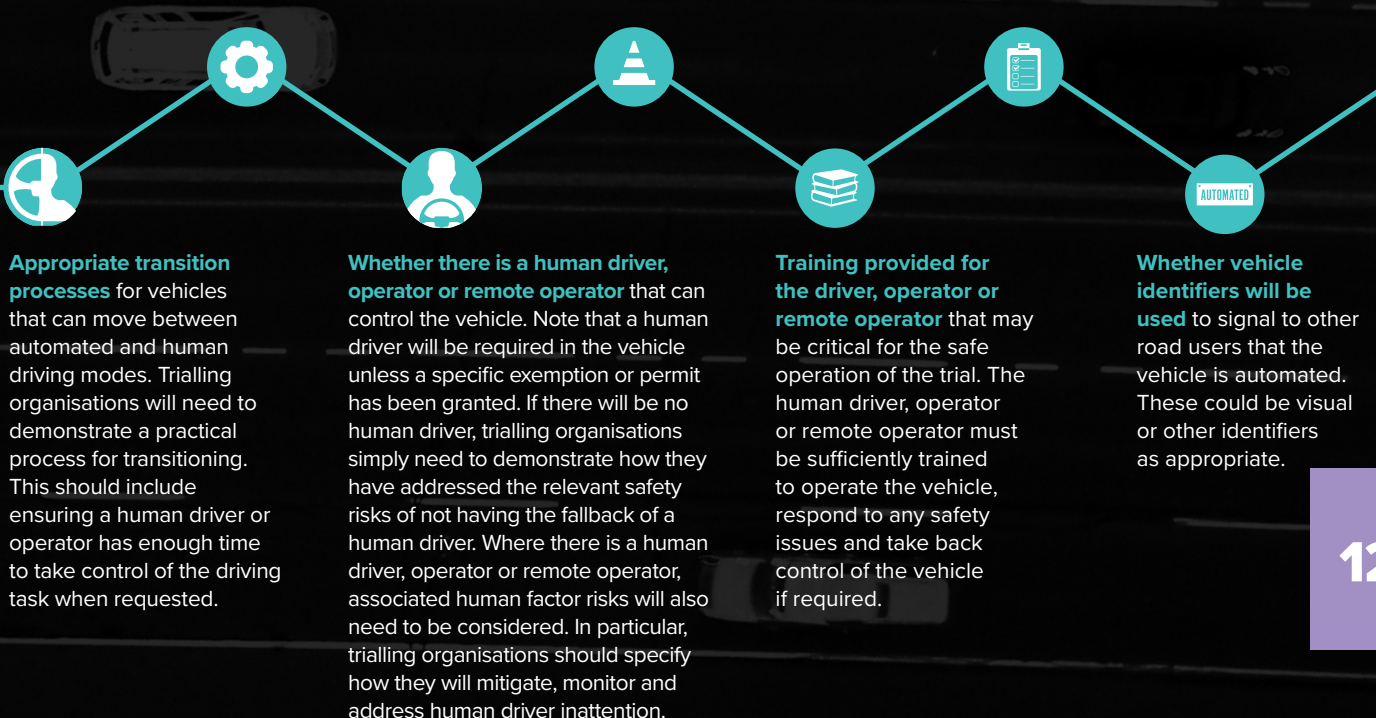 AUTOMATED
Appropriate transition
processes for vehicles
that can move between
automated and human
driving modes. Trialling
organisations will need to
demonstrate a practical
process for transitioning.
This should include
ensuring a human driver or
operator has enough time
to take control of the driving
task when requested.
Whether there is a human driver,
operator or remote operator that can
control the vehicle. Note that a human
driver will be required in the vehicle
unless a specific exemption or permit
has been granted. If there will be no
human driver, trialling organisations
simply need to demonstrate how they
have addressed the relevant safety
risks of not having the fallback of a
human driver. Where there is a human
driver, operator or remote operator,
associated human factor risks will also
need to be considered. In particular,
trialling organisations should specify
how they will mitigate, monitor and
address human driver inattention.
Training provided for
the driver, operator or
remote operator that may
be critical for the safe
operation of the trial. The
human driver, operator
or remote operator must
be sufficiently trained
to operate the vehicle,
respond to any safety
issues and take back
control of the vehicle
if required.
Whether vehicle
identifiers will be
used to signal to other
road users that the
vehicle is automated.
These could be visual
or other identifiers
as appropriate.
12